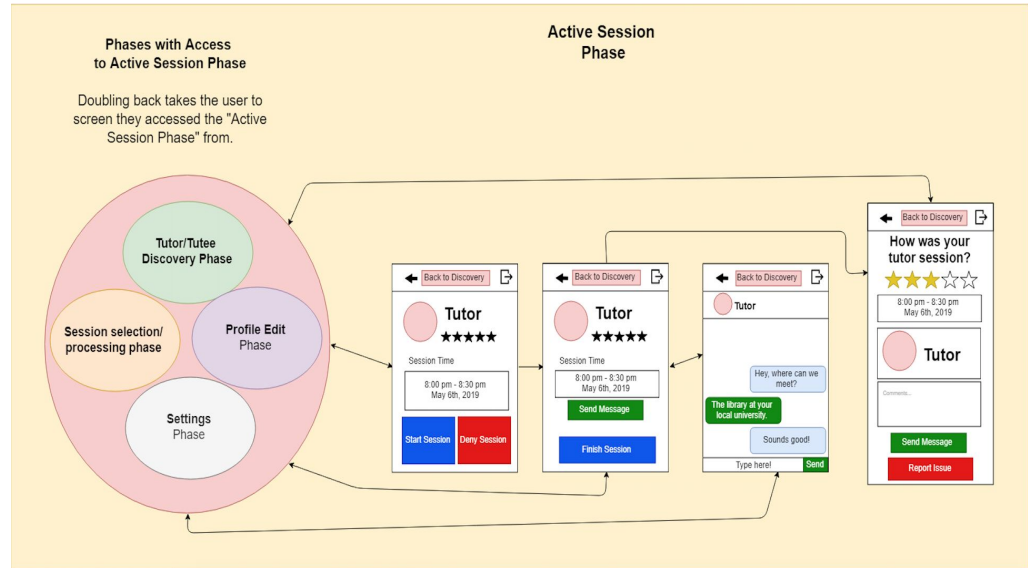 Phases with Access
to Active Session Phase
Doubling back takes the user to
screen they accessed the "Active
Session Phase" from.
Active Session
Phase
Tutor/Tutee
Discovery Phase
Session selection/
processing phase
Profile Edit
Phase
Settings
Phase
Back to Discovery
Tutor
Session Time
8:00 pm - 8:30 pm
May 6th, 2019
Start Session
Deny Session
Back to Discovery
Tutor
Session Time
8:00 pm - 8:30 pm
May 6th, 2019
Send Message
Finish Session
Back to Discovery
Tutor
Hey, where can we
meet?
The library at your
local university.
Sounds good!
Type here!
Send
Back to Discovery
How was your
tutor session?
8:00 pm - 8:30 pm
May 6th, 2019
Tutor
Comments...
Send Message
Report Issue